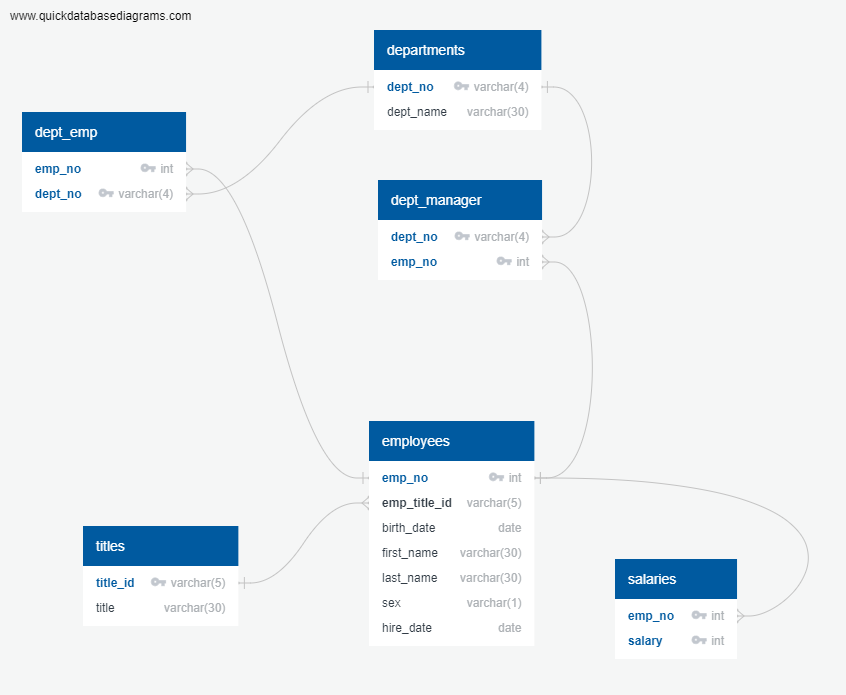 www.quickdatabasediagrams.com
departments
dept_no varchar(4)
dept_name varchar(30)
dept_emp
emp_no int
dept_no varchar(4)
dept_manager
dept_no varchar(4)
emp_no int
employees
emp_no int
emp_title_id varchar(5)
birth_date date
first_name varchar(30)
last_name varchar(30)
sex varchar(1)
hire_date date
titles
title_id varchar(5)
title varchar(30)
salaries
emp_no int
salary int